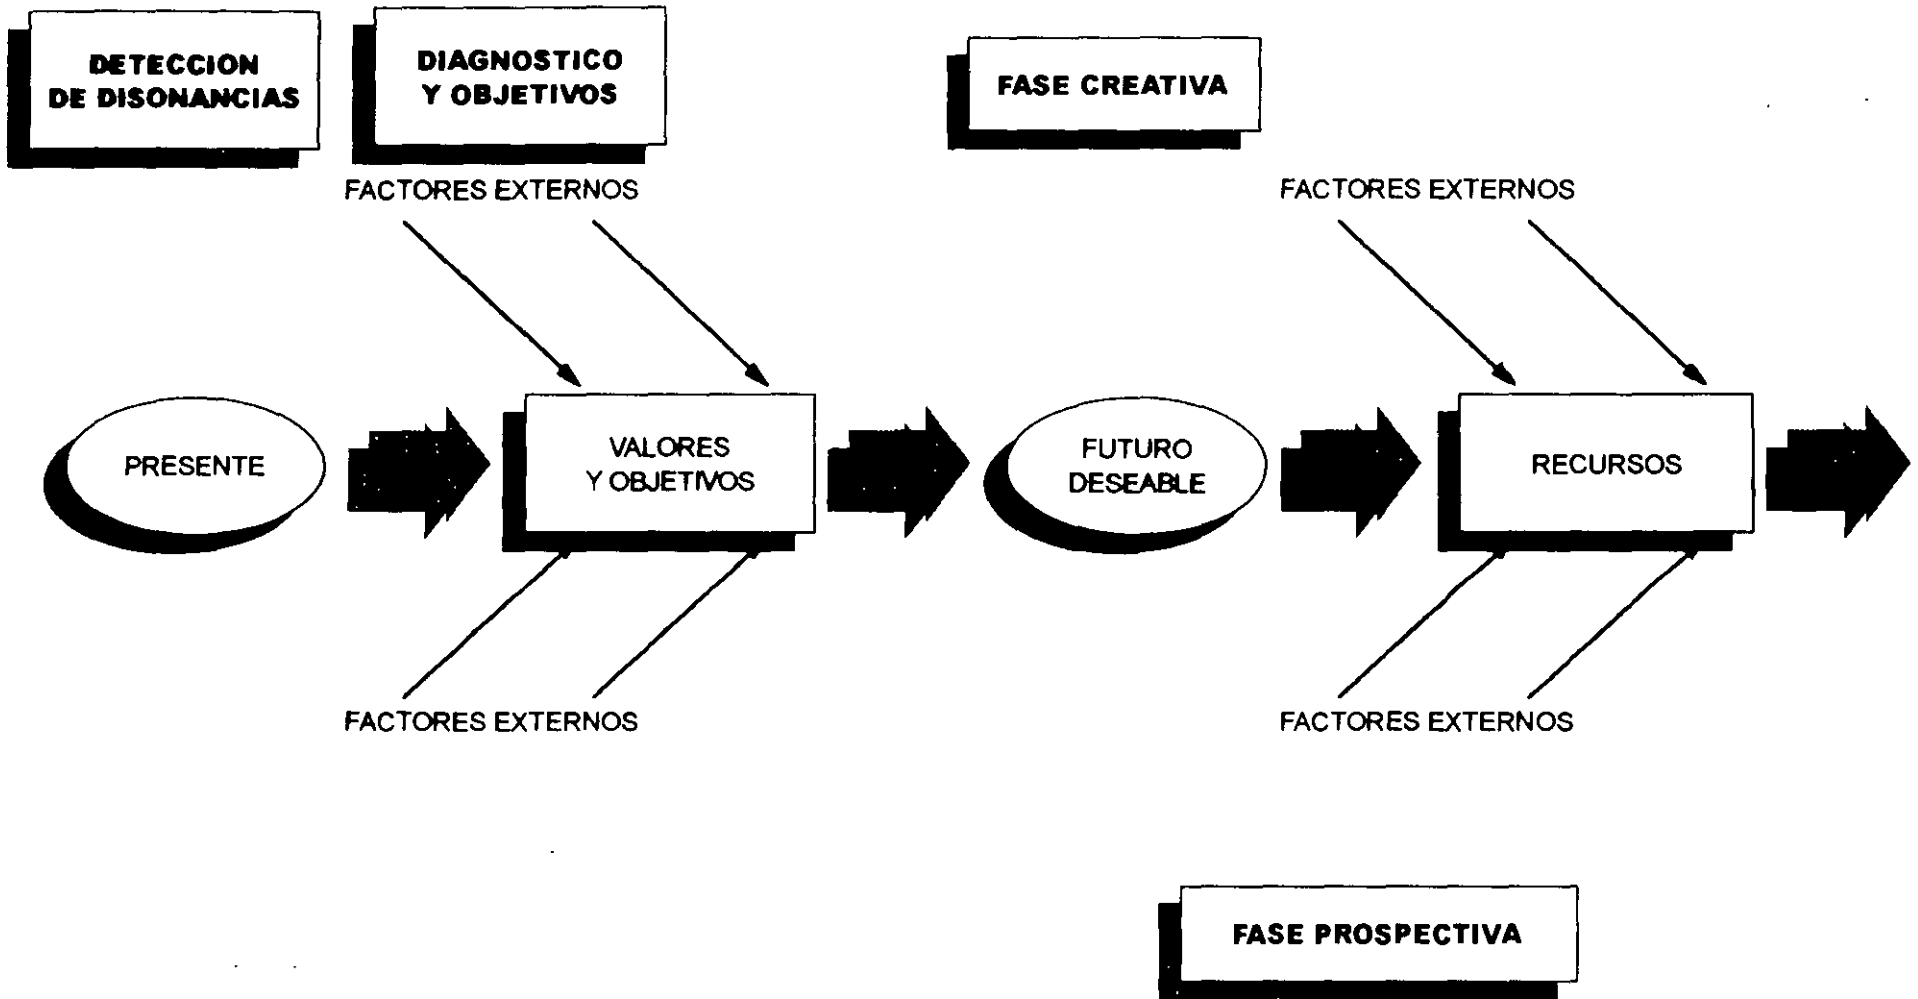 DETECCION
DE DISONANCIAS
DIAGNOSTICO
Y OBJETIVOS
FASE CREATIVA
FACTORES EXTERNOS
FACTORES EXTERNOS
PRESENTE
VALORES
Y OBJETIVOS
FUTURO
DESEABLE
RECURSOS
FACTORES EXTERNOS
FACTORES EXTERNOS
FASE PROSPECTIVA